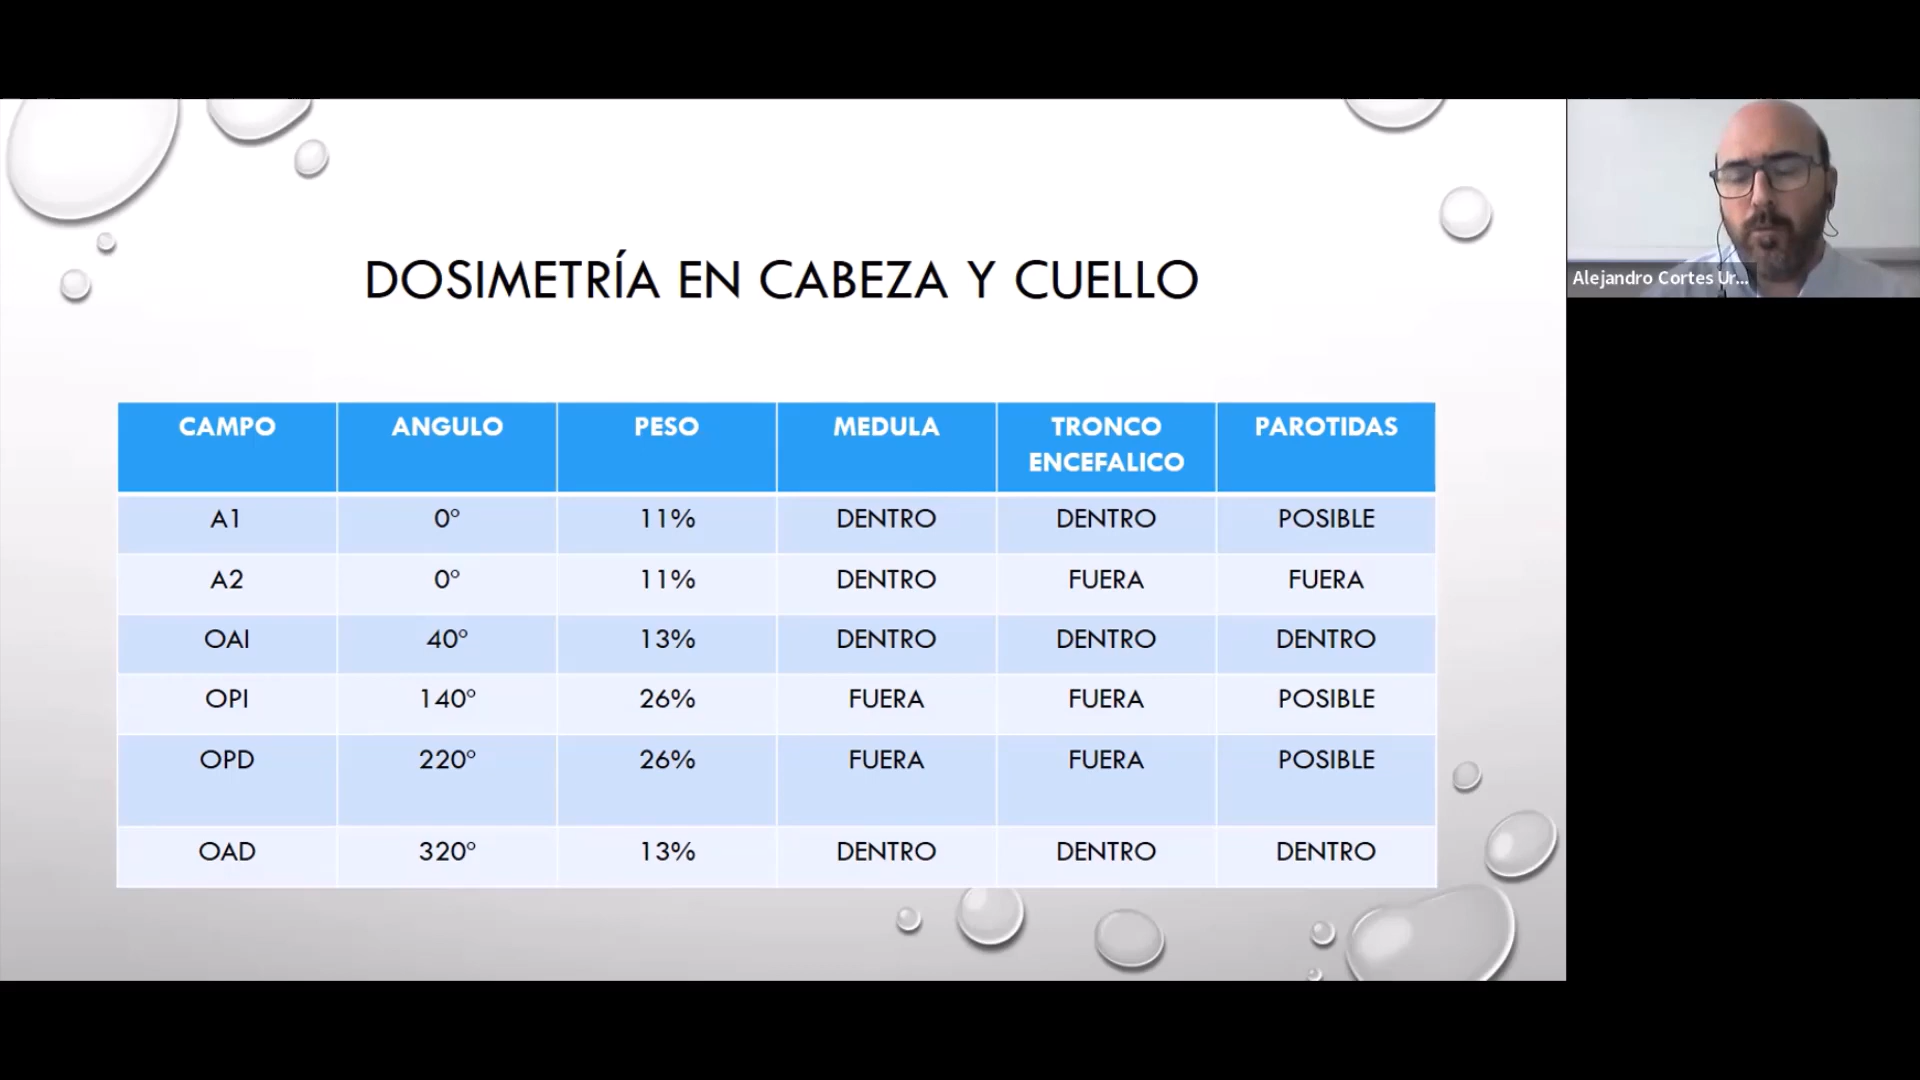 DOSIMETRÍA EN CABEZA Y CUELLO
Alejandro Cortes Ur...
CAMPO ANGULO PESO MEDULA TRONCO ENCEFALICO PAROTIDAS
A1 0° 11% DENTRO DENTRO POSIBLE
A2 0° 11% DENTRO FUERA FUERA
OAI 40° 13% DENTRO DENTRO DENTRO
OPI 140° 26% FUERA FUERA POSIBLE
OPD 220° 26% FUERA FUERA POSIBLE
OAD 320° 13% DENTRO DENTRO DENTRO